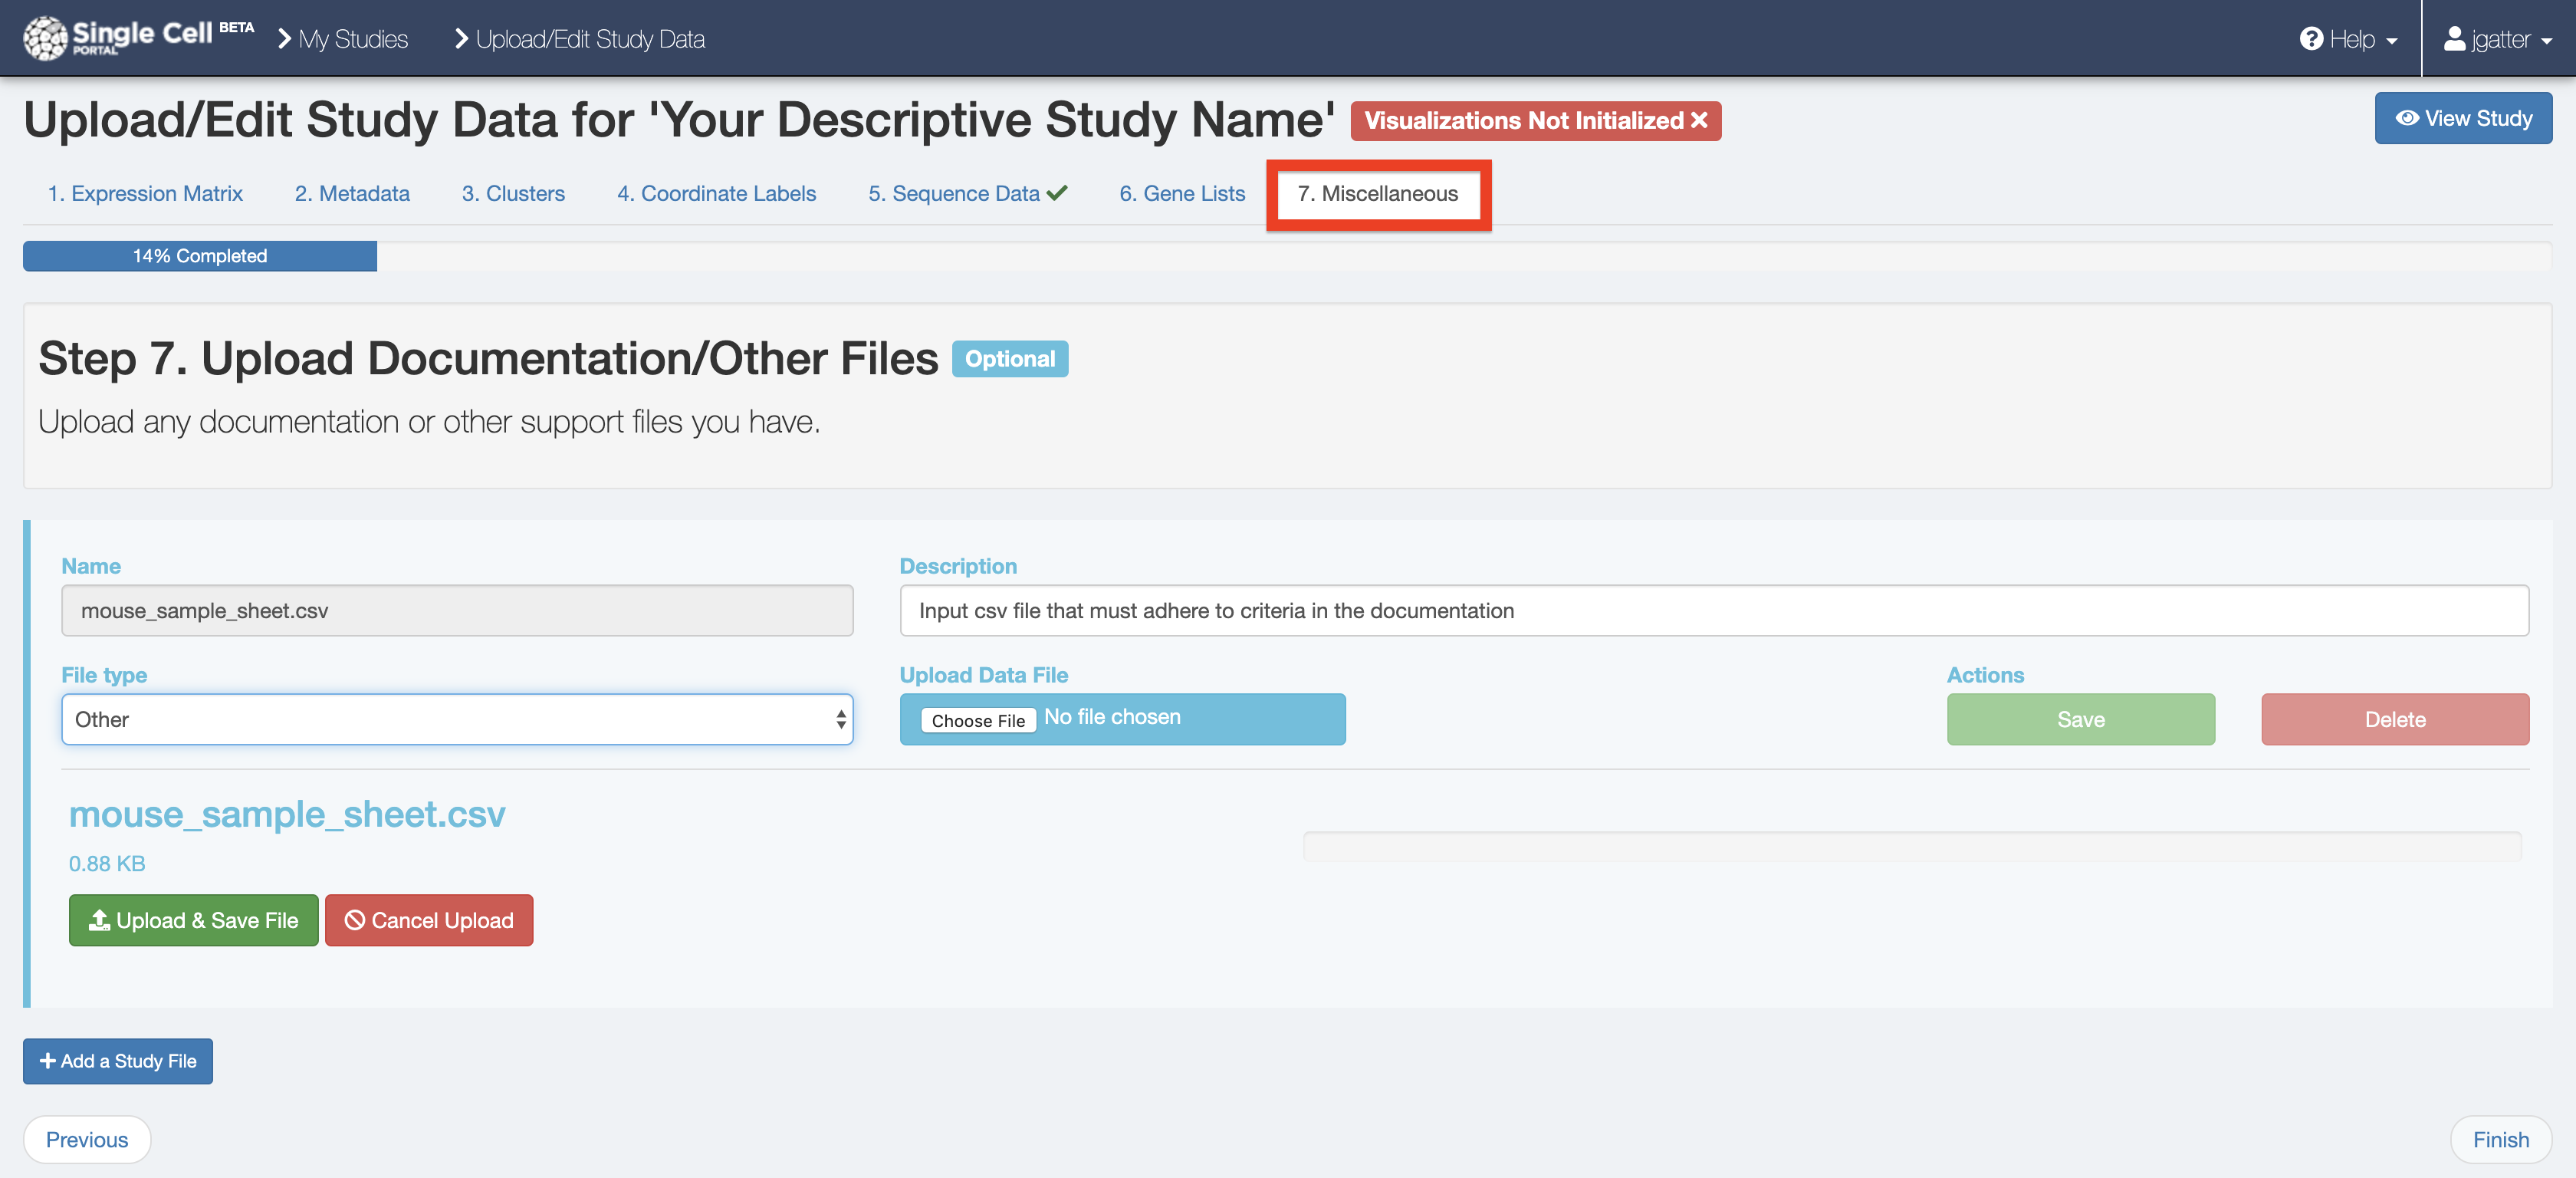 Single Cell BETA
PORTAL
My Studies
Upload/Edit Study Data
Help
jgatter
Upload/Edit Study Data for 'Your Descriptive Study Name'
Visualizations Not Initialized
View Study
1. Expression Matrix
2. Metadata
3. Clusters
4. Coordinate Labels
5. Sequence Data
6. Gene Lists
7. Miscellaneous
14% Completed
Step 7. Upload Documentation/Other Files
Optional
Upload any documentation or other support files you have.
Name
Description
mouse_sample_sheet.csv
Input csv file that must adhere to criteria in the documentation
File type
Upload Data File
Actions
Other
Choose File No file chosen
Save
Delete
mouse_sample_sheet.csv
0.88 KB
Upload & Save File
Cancel Upload
Add a Study File
Previous
Finish